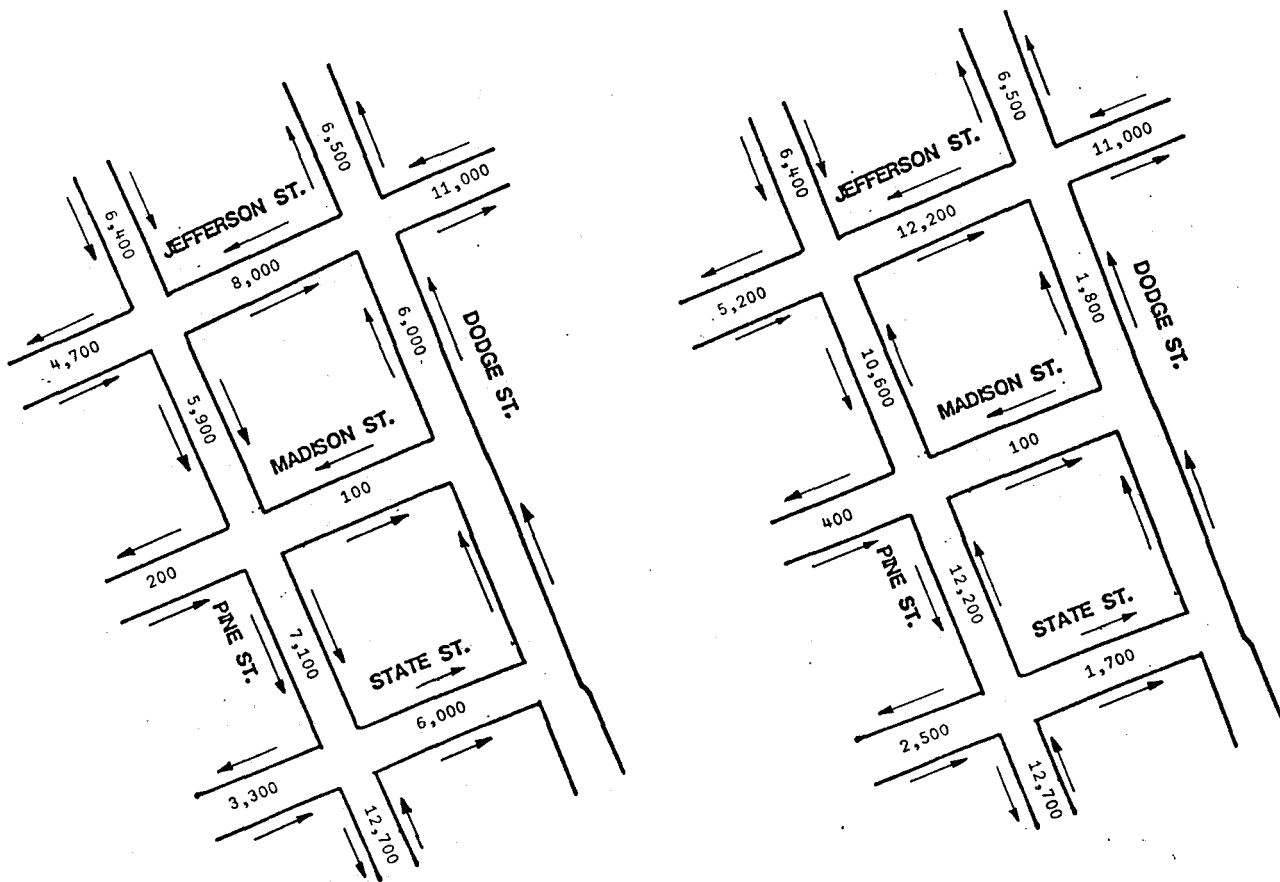 6,500
11,000
6,400
JEFFERSON ST.
8,000
4,700
6,000
DODGE ST.
5,900
MADISON ST.
100
200
PINE ST.
7,100
STATE ST.
6,000
3,300
12,700
6,500
11,000
6,400
JEFFERSON ST.
12,200
5,200
1,800
DODGE ST.
10,600
MADISON ST.
100
400
PINE ST.
12,200
STATE ST.
1,700
2,500
12,700